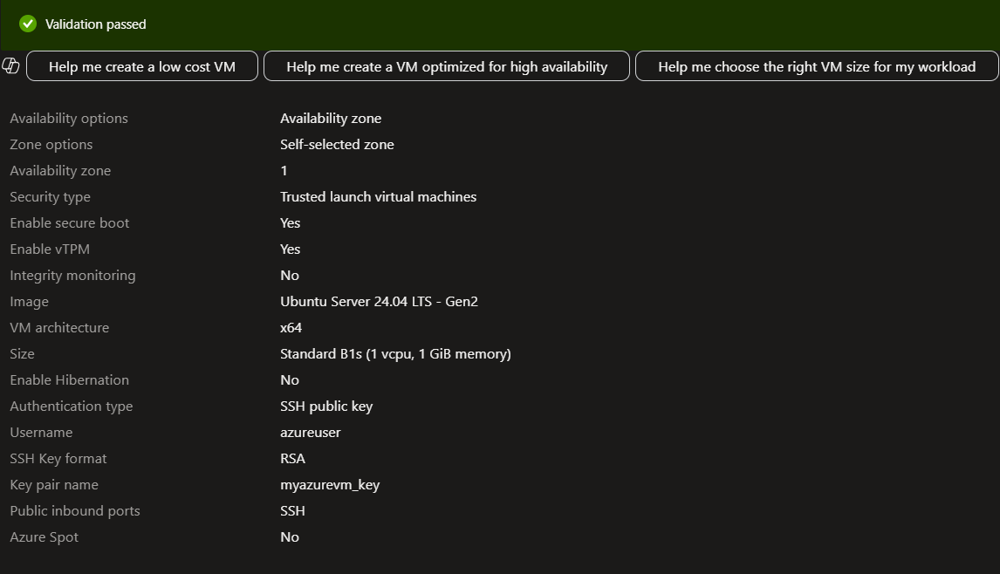 Validation passed
Help me create a low cost VM Help me create a VM optimized for high availability Help me choose the right VM size for my workload
Availability options Availability zone
Zone options Self-selected zone
Availability zone 1
Security type Trusted launch virtual machines
Enable secure boot Yes
Enable vTPM Yes
Integrity monitoring No
Image Ubuntu Server 24.04 LTS - Gen2
VM architecture x64
Size Standard B1s (1 vcpu, 1 GiB memory)
Enable Hibernation No
Authentication type SSH public key
Username azureuser
SSH Key format RSA
Key pair name myazurevm_key
Public inbound ports SSH
Azure Spot No